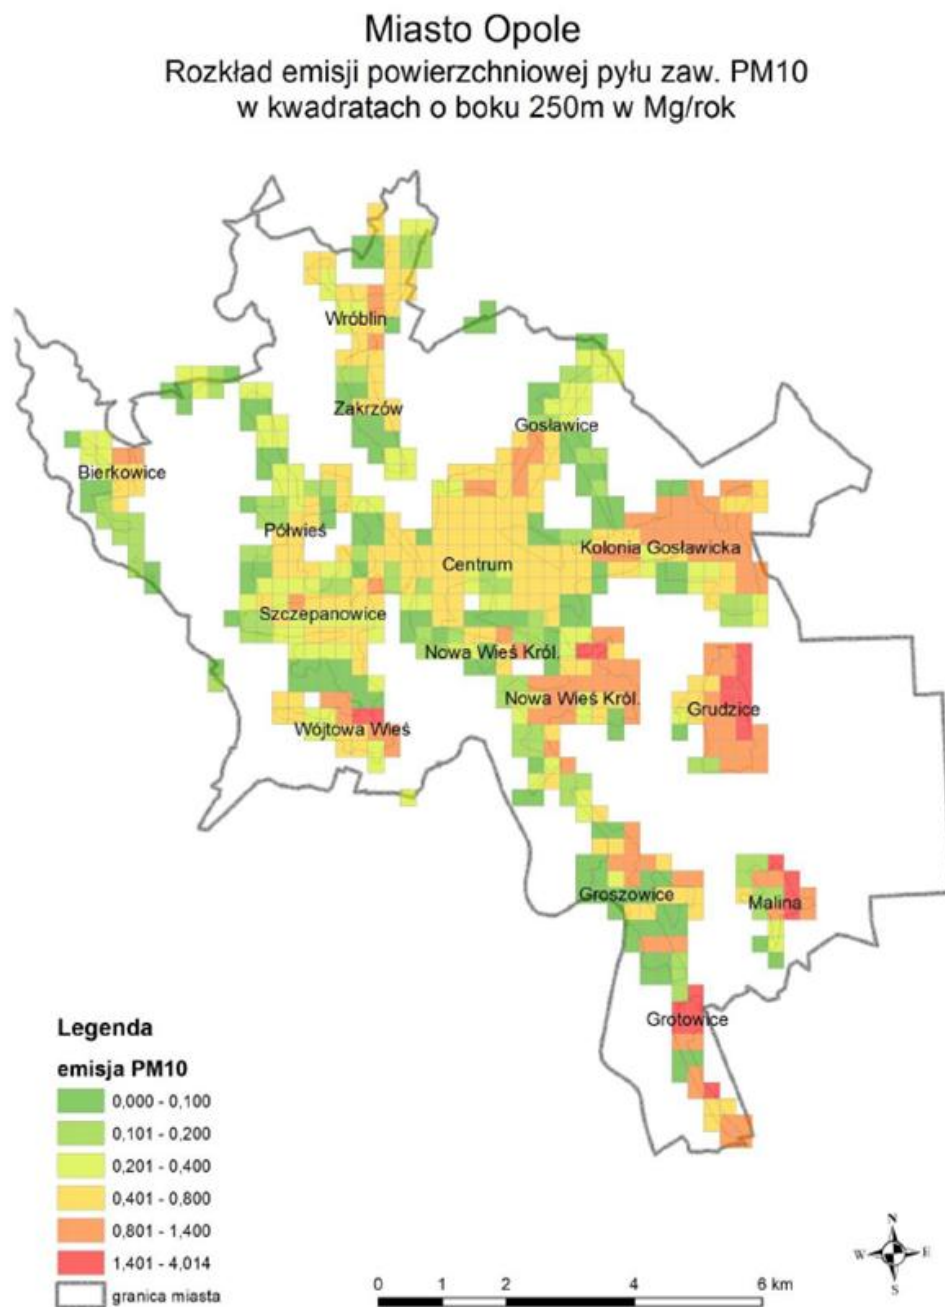 Miasto Opole
Rozkład emisji powierzchniowej pyłu zaw. PM10
w kwadratach o boku 250m w Mg/rok
Wróblin
Zakrzów
Gosławice
Bierkowice
Półwieś
Kolonia Gosławicka
Centrum
Szczepanowice
Nowa Wieś Król.
Nowa Wieś Król.
Grudzice
Wójtowa Wieś
Groszowice
Malina
Grotowice
Legenda
emisja PM10
0,000 - 0,100
0,101 - 0,200
0,201 - 0,400
0,401 - 0,800
0,801 - 1,400
1,401 - 4,014
granica miasta
N
W E
S
0 1 2 4 6 km